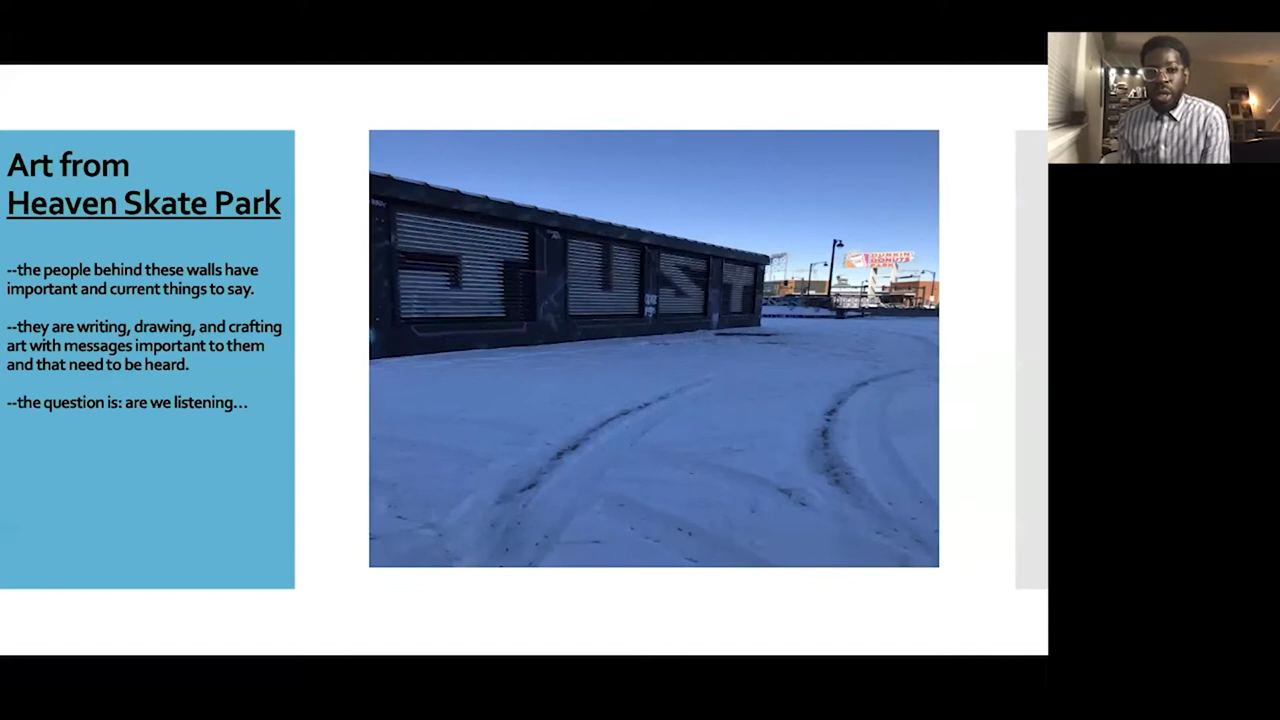 Art from
Heaven Skate Park
--the people behind these walls have
important and current things to say.
--they are writing, drawing, and crafting
art with messages important to them
and that need to be heard.
--the question is: are we listening...
JUST
DUNKIN'
DONUTS
PARK